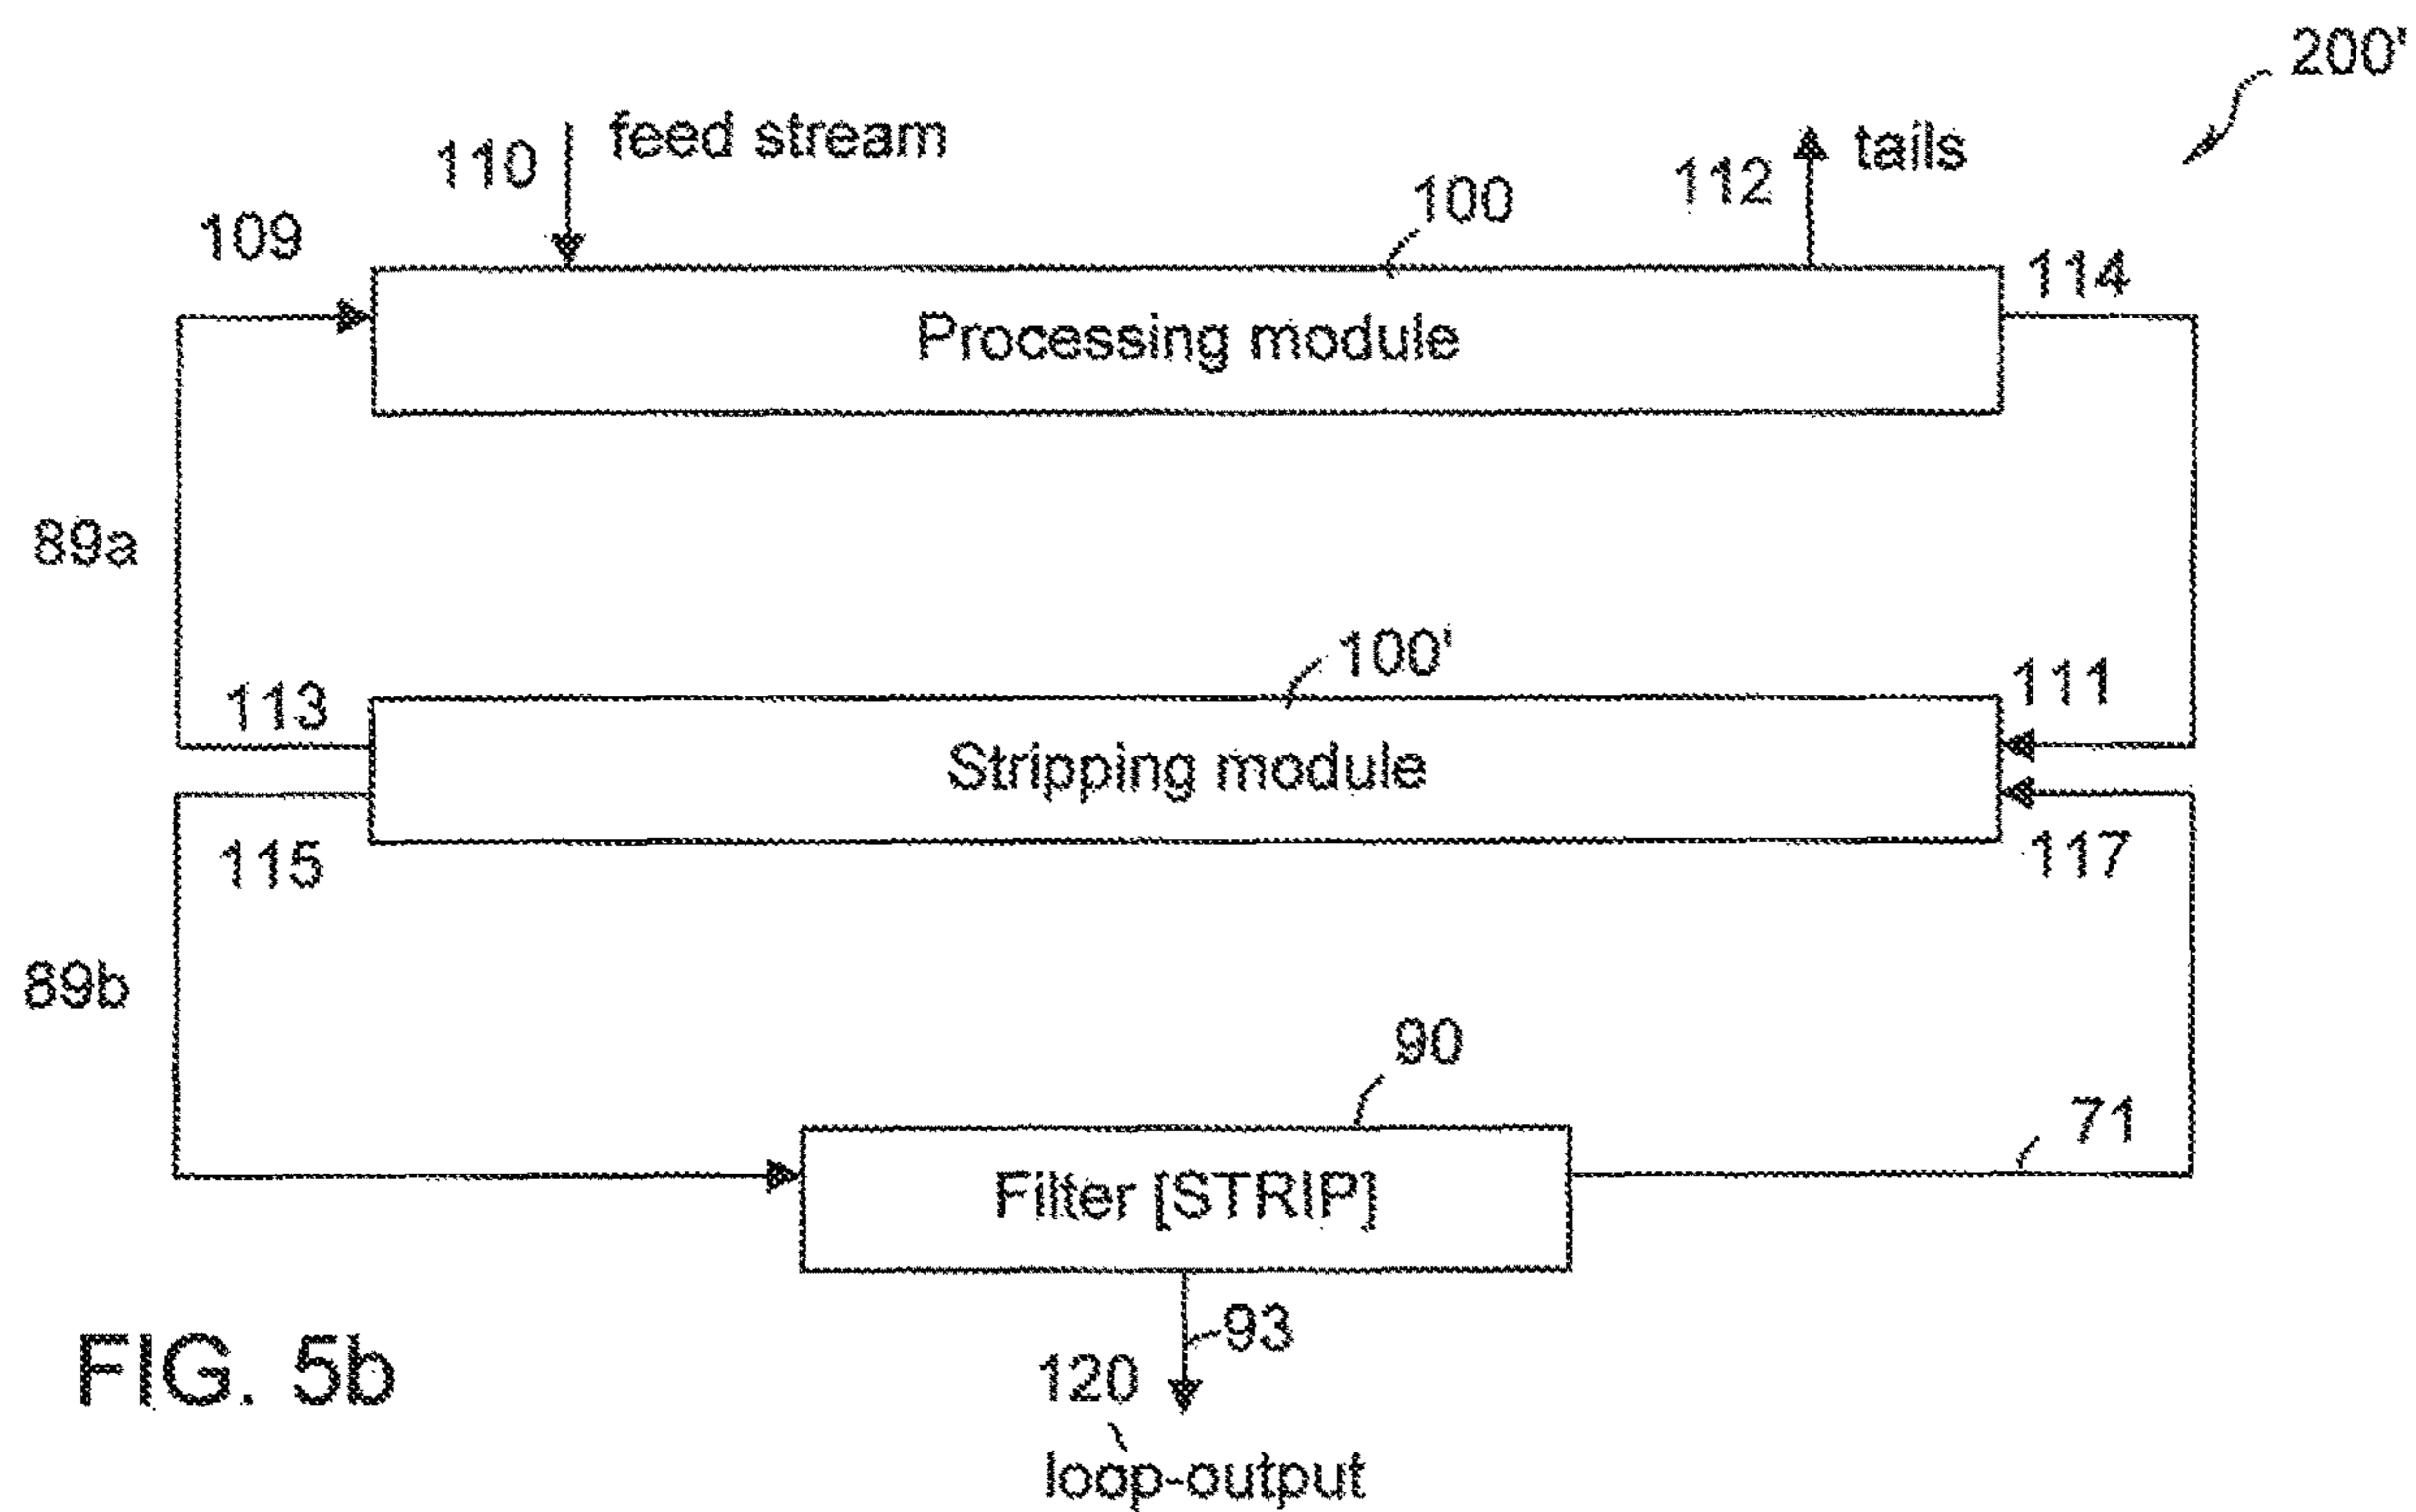 200'
110 feed stream
112 tails
109
100
114
Processing module
89a
100'
113
111
Stripping module
115
117
89b
90
71
Filter [STRIP]
93
120
loop-output
FIG. 5b